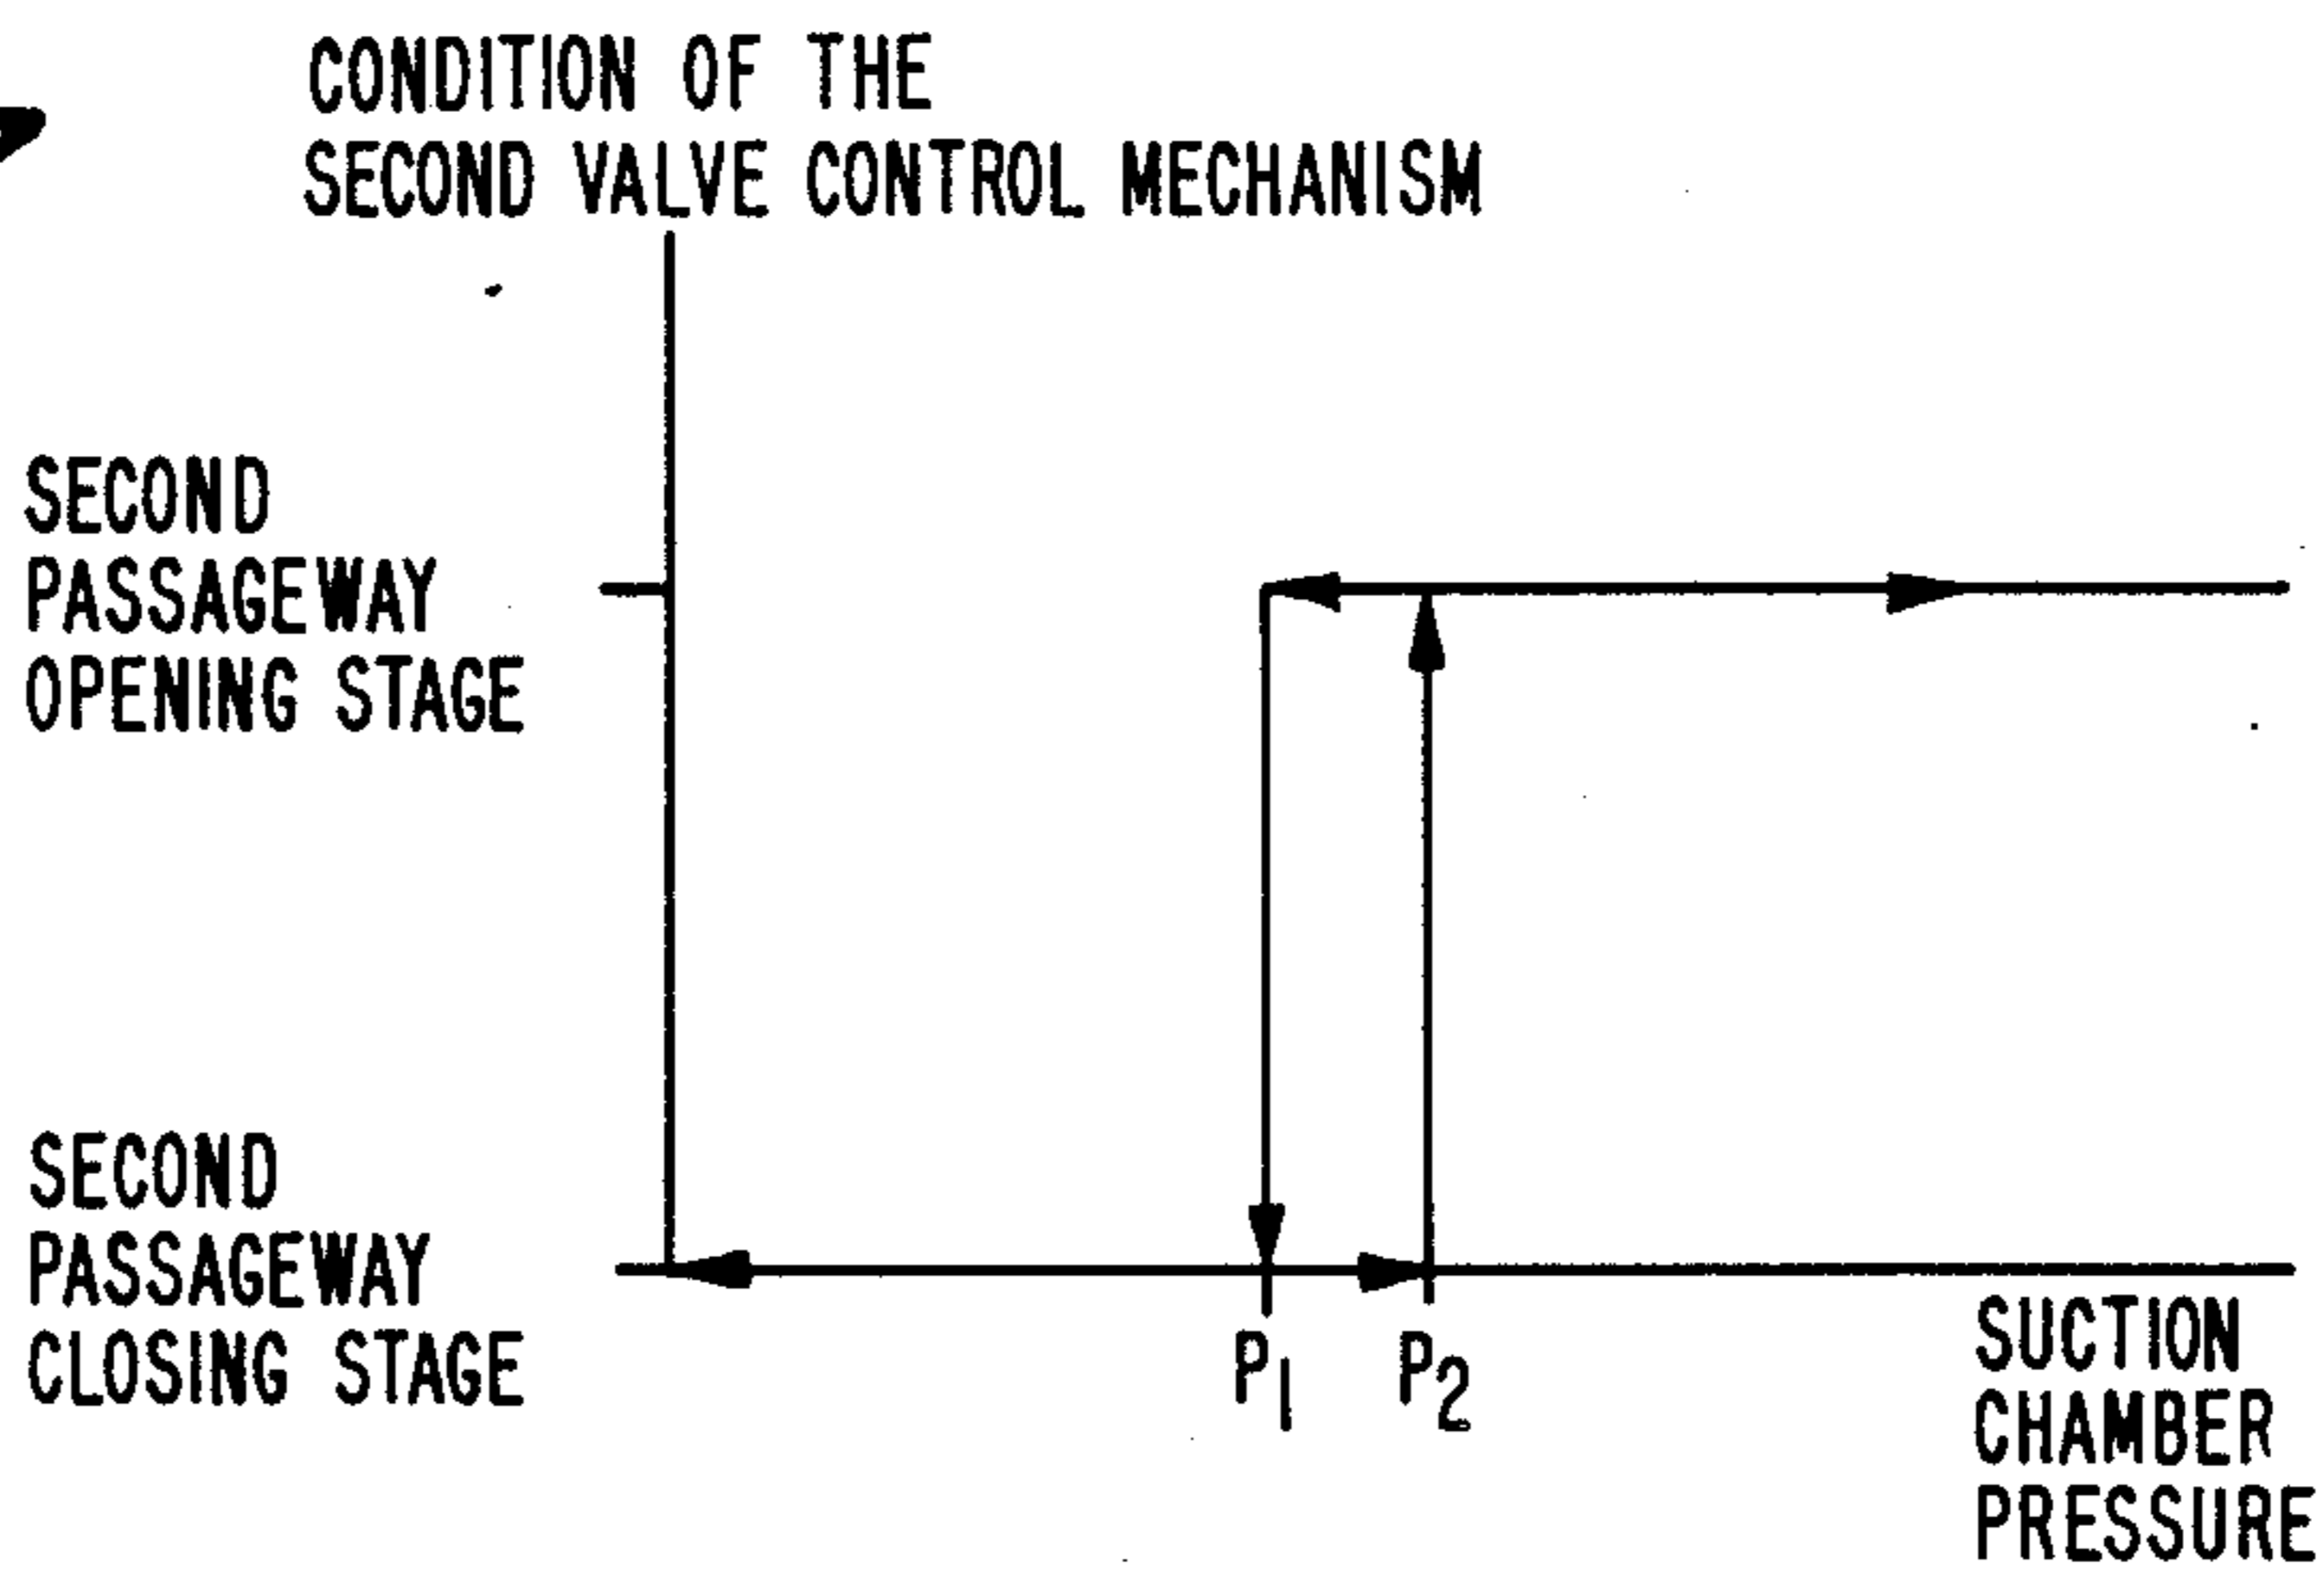 CONDITION OF THE
SECOND VALVE CONTROL MECHANISM
SECOND
PASSAGEWAY
OPENING STAGE
SECOND
PASSAGEWAY
CLOSING STAGE
P1
P2
SUCTION
CHAMBER
PRESSURE